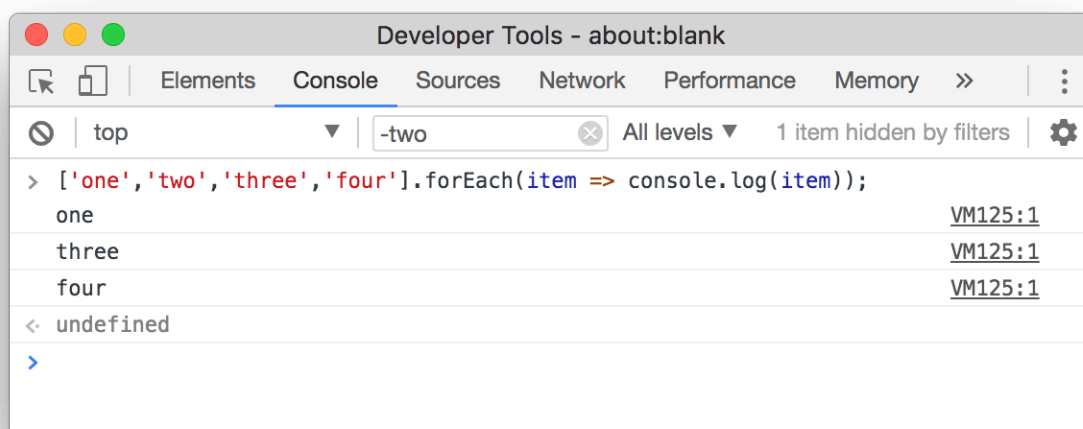 Developer Tools - about:blank
Elements Console Sources Network Performance Memory »
top ▼ -two All levels ▼ 1 item hidden by filters
> ['one','two','three','four'].forEach(item => console.log(item));
one VM125:1
three VM125:1
four VM125:1
undefined
>